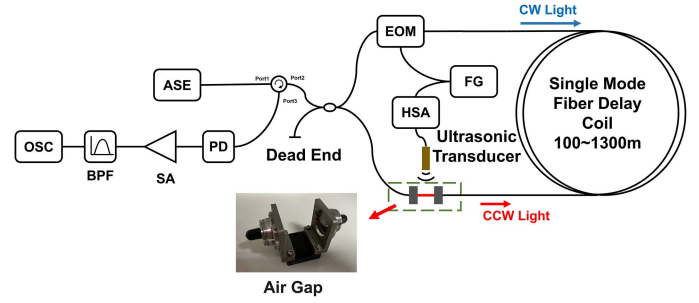 CW Light
EOM
ASE
Port1
Port2
Port3
FG
HSA
Single Mode
Fiber Delay
Coil
100~1300m
Ultrasonic
Transducer
OSC
BPF
SA
PD
Dead End
CCW Light
Air Gap